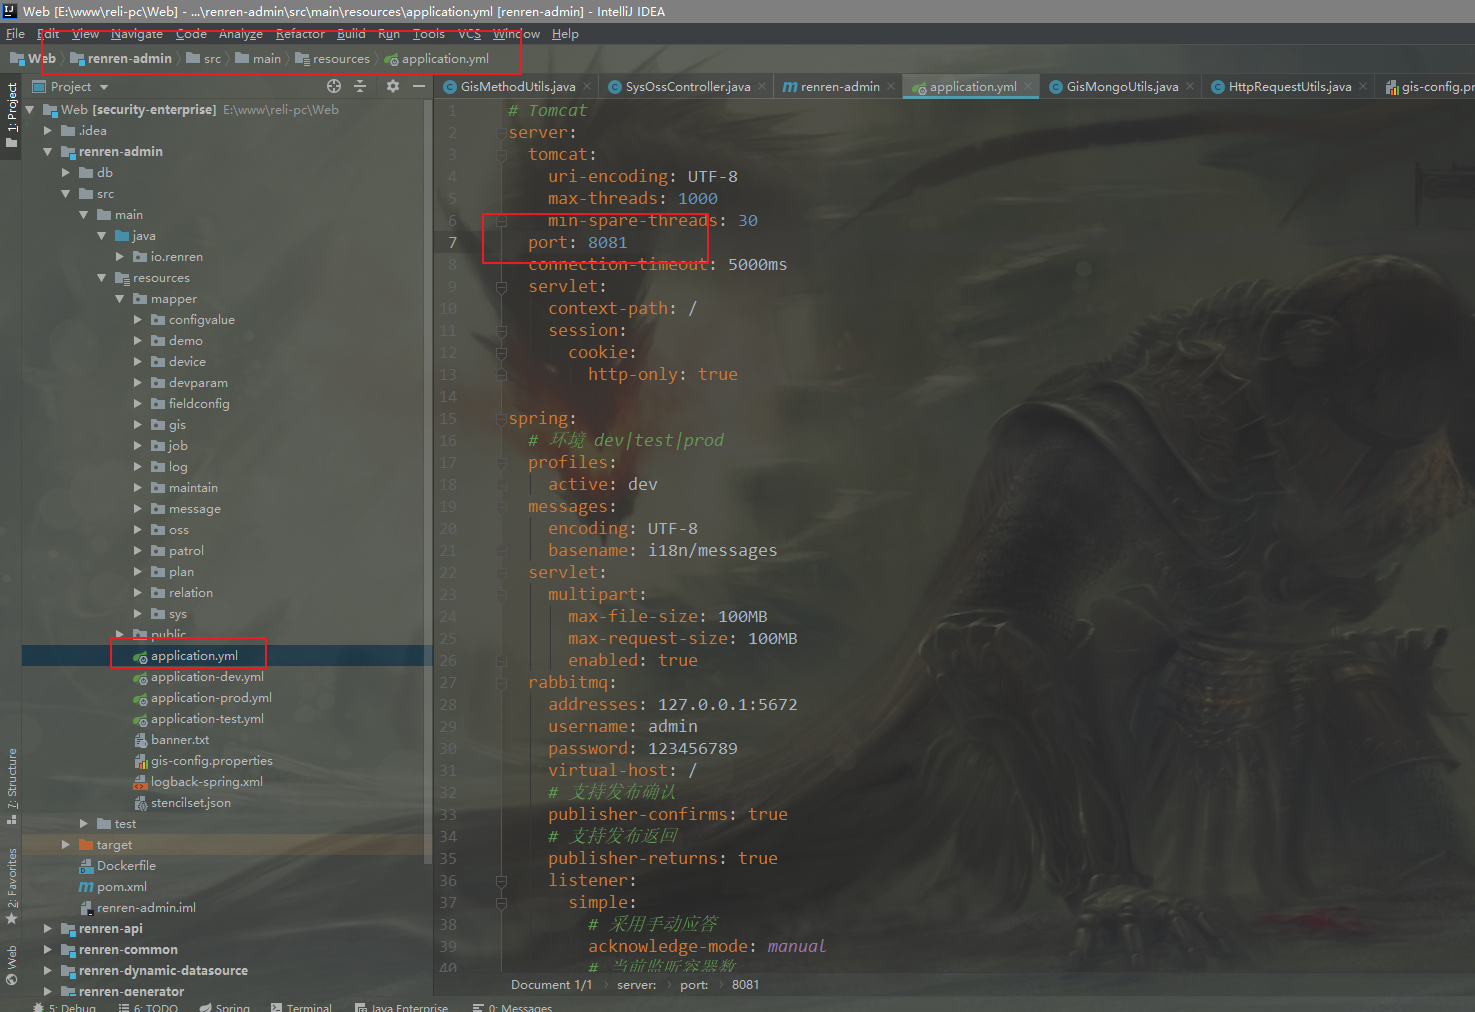 Web [E:\www\reli-pc\Web] - ...\renren-admin\src\main\resources\application.yml [renren-admin] - IntelliJ IDEA
File Edit View Navigate Code Analyze Refactor Build Run Tools VCS Window Help
Web renren-admin src main resources application.yml
Project
GisMethodUtils.java SysOssController.java renren-admin application.yml GisMongoUtils.java HttpRequestUtils.java gis-config.pr
1: Project
Web [security-enterprise] E:\www\reli-pc\Web
.idea
renren-admin
db
src
main
java
io.renren
resources
mapper
configvalue
demo
device
devparam
fieldconfig
gis
job
log
maintain
message
oss
patrol
plan
relation
sys
public
application.yml
application-dev.yml
application-prod.yml
application-test.yml
banner.txt
gis-config.properties
logback-spring.xml
stencilset.json
test
target
Dockerfile
pom.xml
renren-admin.iml
renren-api
renren-common
renren-dynamic-datasource
renren-generator
7: Structure
2: Favorites
Web
1 # Tomcat
2 server:
3 tomcat:
4 uri-encoding: UTF-8
5 max-threads: 1000
6 min-spare-threads: 30
7 port: 8081
8 connection-timeout: 5000ms
9 servlet:
10 context-path: /
11 session:
12 cookie:
13 http-only: true
14
15 spring:
16 # 环境 dev|test|prod
17 profiles:
18 active: dev
19 messages:
20 encoding: UTF-8
21 basename: i18n/messages
22 servlet:
23 multipart:
24 max-file-size: 100MB
25 max-request-size: 100MB
26 enabled: true
27 rabbitmq:
28 addresses: 127.0.0.1:5672
29 username: admin
30 password: 123456789
31 virtual-host: /
32 # 支持发布确认
33 publisher-confirms: true
34 # 支持发布返回
35 publisher-returns: true
36 listener:
37 simple:
38 # 采用手动应答
39 acknowledge-mode: manual
40 # 当前监听容器数
Document 1/1 server: port: 8081
5: Debug 6: TODO Spring Terminal Java Enterprise 0: Messages